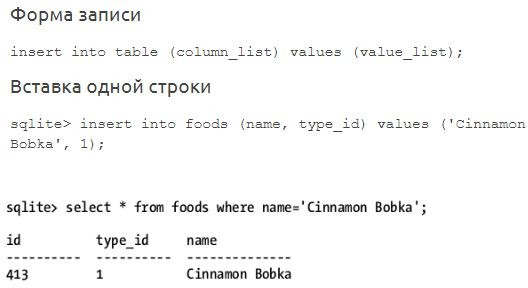 Форма записи
insert into table (column_list) values (value_list);
Вставка одной строки
sqlite> insert into foods (name, type_id) values ('Cinnamon
Bobka', 1);
sqlite> select * from foods where name='Cinnamon Bobka';
id type_id name
---------- ---------- --------------
413 1 Cinnamon Bobka